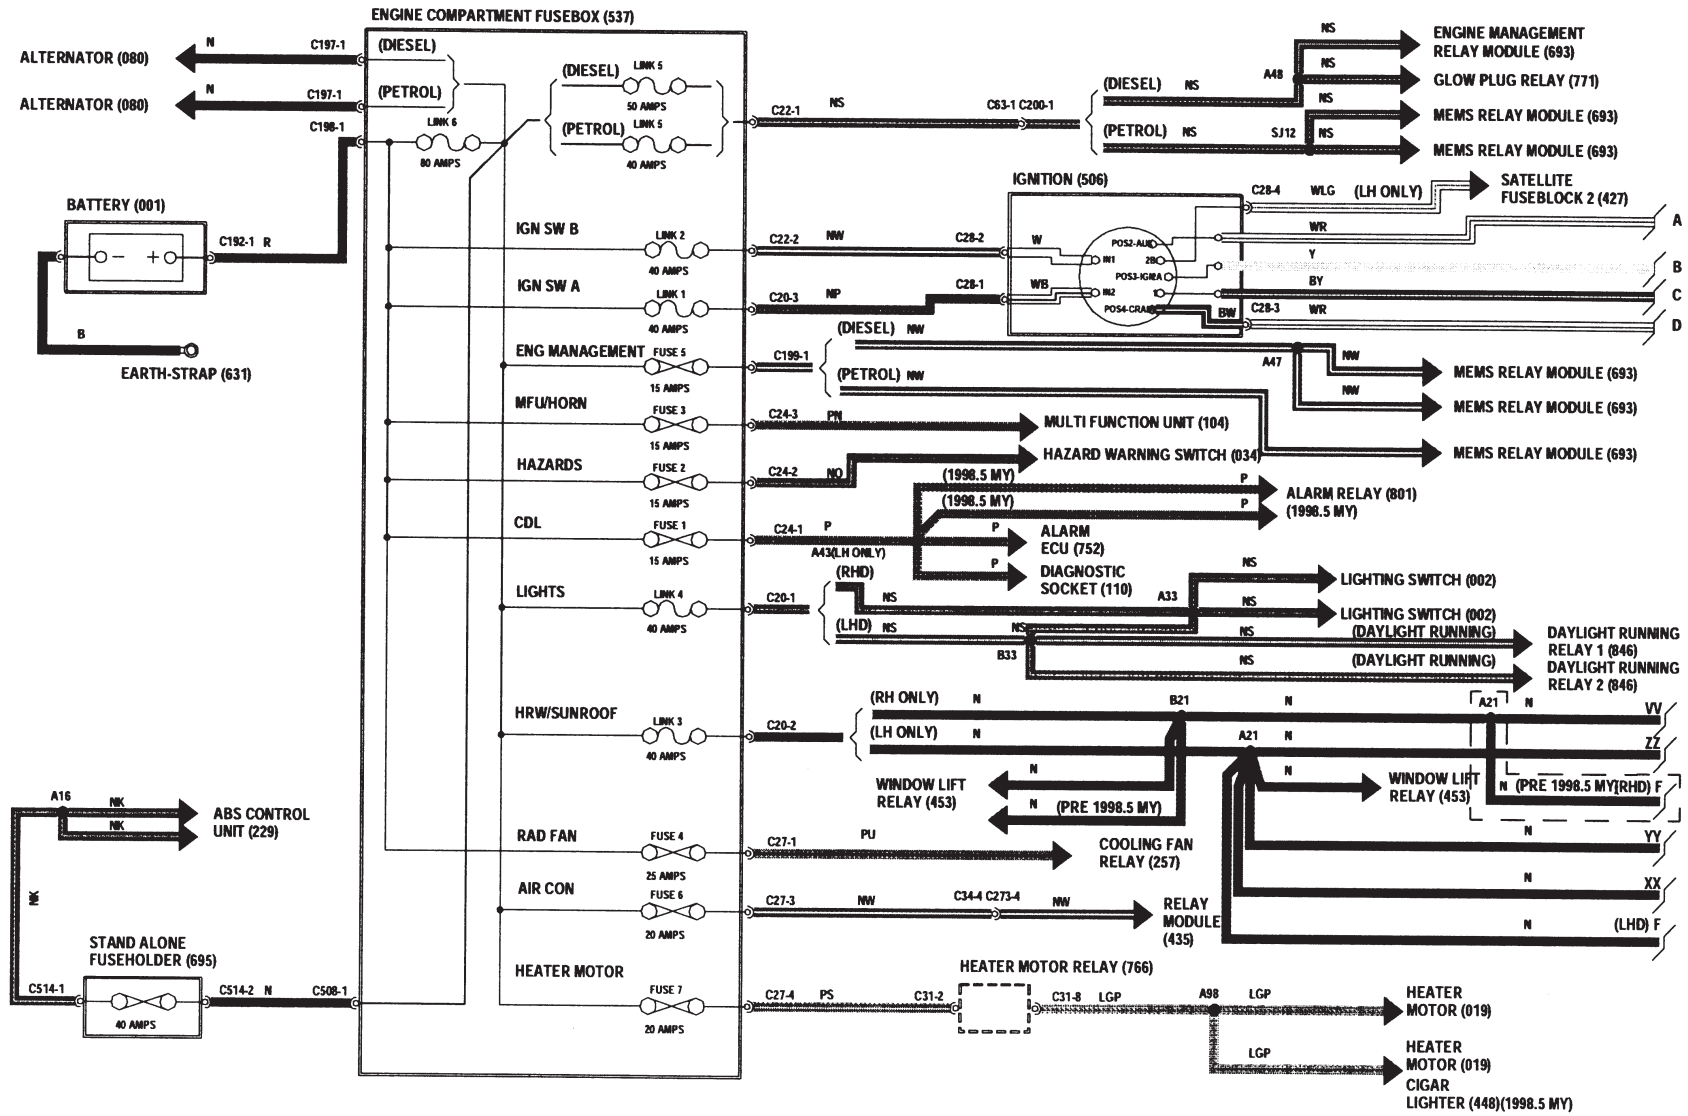 ENGINE COMPARTMENT FUSEBOX (537)
ALTERNATOR (080)
N
C197-1
(DIESEL)
ALTERNATOR (080)
N
C197-1
(PETROL)
C198-1
LINK 6
80 AMPS
(DIESEL)
LINK 5
50 AMPS
(PETROL)
LINK 5
40 AMPS
C22-1
NS
C63-1 C200-1
(DIESEL)
NS
A48
NS
ENGINE MANAGEMENT
RELAY MODULE (693)
NS
GLOW PLUG RELAY (771)
(PETROL)
NS
SJ12
NS
MEMS RELAY MODULE (693)
NS
MEMS RELAY MODULE (693)
BATTERY (001)
- +
C192-1 R
B
EARTH-STRAP (631)
IGNITION (506)
C28-4
WLG
(LH ONLY)
SATELLITE
FUSEBLOCK 2 (427)
IGN SW B
LINK 2
40 AMPS
C22-2
NW
C28-2
W
IN1
POS2-AUX
2B
POS3-IGN
2A
WR
A
Y
B
IGN SW A
LINK 1
40 AMPS
C20-3
NP
C28-1
WB
IN2
1
POS4-CRANK
BW
BY
C
C28-3
WR
D
ENG MANAGEMENT
FUSE 5
15 AMPS
C199-1
(DIESEL)
NW
A47
NW
MEMS RELAY MODULE (693)
NW
MEMS RELAY MODULE (693)
(PETROL)
NW
MEMS RELAY MODULE (693)
MFU/HORN
FUSE 3
15 AMPS
C24-3
PN
MULTI FUNCTION UNIT (104)
HAZARDS
FUSE 2
15 AMPS
C24-2
NO
HAZARD WARNING SWITCH (034)
CDL
FUSE 1
15 AMPS
C24-1
P
A43(LH ONLY)
(1998.5 MY)
P
(1998.5 MY)
P
ALARM RELAY (801)
(1998.5 MY)
P
ALARM
ECU (752)
P
DIAGNOSTIC
SOCKET (110)
LIGHTS
LINK 4
40 AMPS
C20-1
(RHD)
NS
A33
NS
LIGHTING SWITCH (002)
NS
LIGHTING SWITCH (002)
(LHD)
NS
NS
B33
NS
(DAYLIGHT RUNNING)
DAYLIGHT RUNNING
RELAY 1 (846)
NS
(DAYLIGHT RUNNING)
DAYLIGHT RUNNING
RELAY 2 (846)
HRW/SUNROOF
LINK 3
40 AMPS
C20-2
(RH ONLY)
N
B21
N
A21
N
VV
(LH ONLY)
N
A21
N
ZZ
WINDOW LIFT
RELAY (453)
N
N
(PRE 1998.5 MY)
N
WINDOW LIFT
RELAY (453)
N
(PRE 1998.5 MY)(RHD) F
N
YY
N
XX
N
(LHD) F
A16
NK
NK
ABS CONTROL
UNIT (229)
NK
RAD FAN
FUSE 4
25 AMPS
C27-1
PU
COOLING FAN
RELAY (257)
AIR CON
FUSE 6
20 AMPS
C27-3
NW
C34-4 C273-4
NW
RELAY
MODULE
(435)
STAND ALONE
FUSEHOLDER (695)
C514-1
40 AMPS
C514-2
N
C508-1
HEATER MOTOR
FUSE 7
20 AMPS
C27-4
PS
HEATER MOTOR RELAY (766)
C31-2
C31-8
LGP
A98
LGP
HEATER
MOTOR (019)
LGP
HEATER
MOTOR (019)
CIGAR
LIGHTER (448)(1998.5 MY)